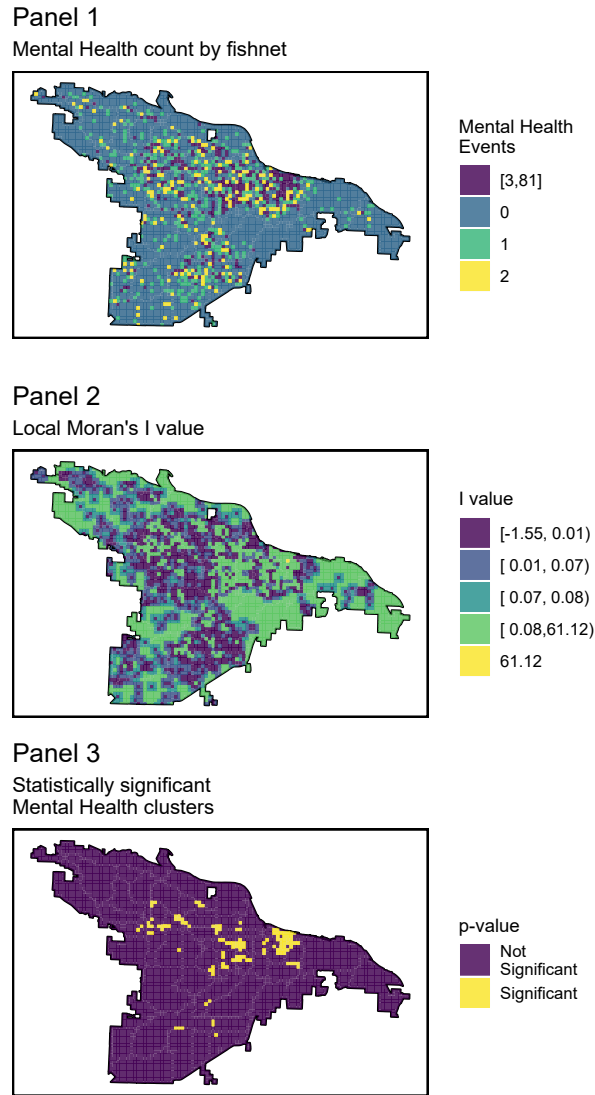 Panel 1
Mental Health count by fishnet
Mental Health
Events
[3,81]
0
1
2
Panel 2
Local Moran's I value
I value
[-1.55, 0.01)
[ 0.01, 0.07)
[ 0.07, 0.08)
[ 0.08,61.12)
61.12
Panel 3
Statistically significant
Mental Health clusters
p-value
Not
Significant
Significant